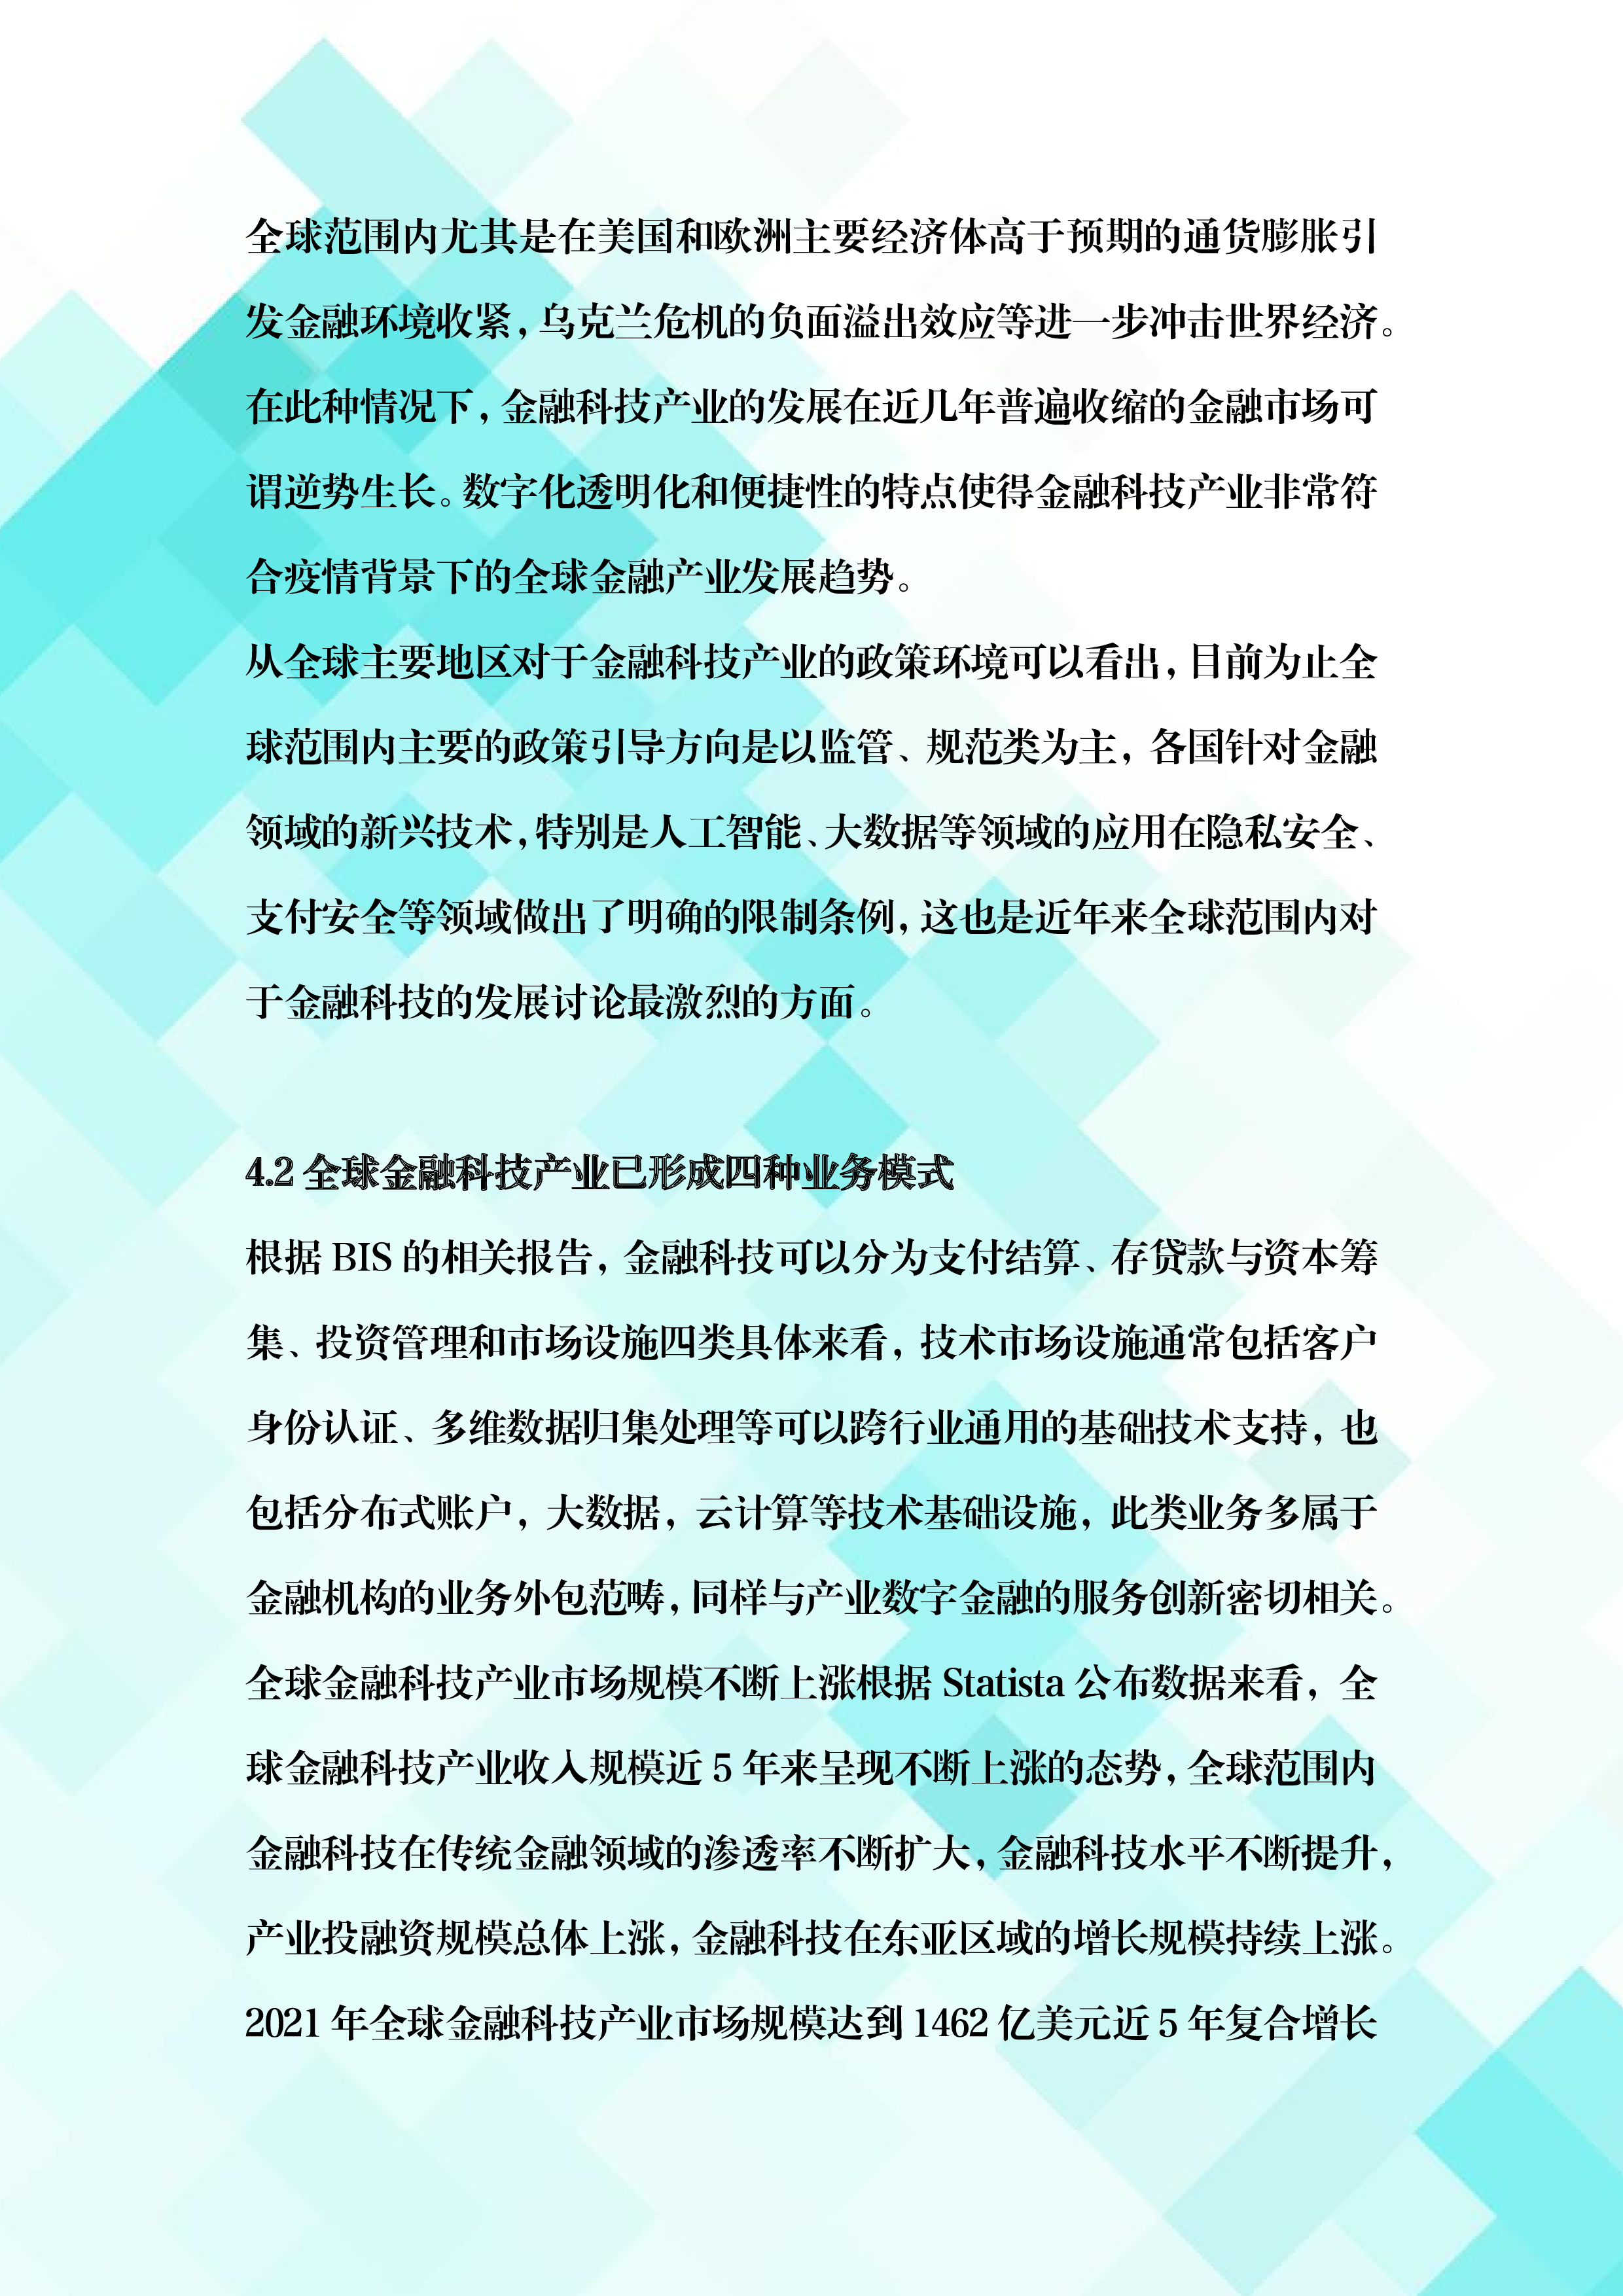 全球范围内尤其是在美国和欧洲主要经济体高于预期的通货膨胀引
发金融环境收紧，乌克兰危机的负面溢出效应等进一步冲击世界经济。
在此种情况下，金融科技产业的发展在近几年普遍收缩的金融市场可
谓逆势生长。数字化透明化和便捷性的特点使得金融科技产业非常符
合疫情背景下的全球金融产业发展趋势。
从全球主要地区对于金融科技产业的政策环境可以看出，目前为止全
球范围内主要的政策引导方向是以监管、规范类为主，各国针对金融
领域的新兴技术，特别是人工智能、大数据等领域的应用在隐私安全、
支付安全等领域做出了明确的限制条例，这也是近年来全球范围内对
于金融科技的发展讨论最激烈的方面。
4.2 全球金融科技产业已形成四种业务模式
根据 BIS 的相关报告，金融科技可以分为支付结算、存贷款与资本筹
集、投资管理和市场设施四类具体来看，技术市场设施通常包括客户
身份认证、多维数据归集处理等可以跨行业通用的基础技术支持，也
包括分布式账户，大数据，云计算等技术基础设施，此类业务多属于
金融机构的业务外包范畴，同样与产业数字金融的服务创新密切相关。
全球金融科技产业市场规模不断上涨根据 Statista 公布数据来看，全
球金融科技产业收入规模近 5 年来呈现不断上涨的态势，全球范围内
金融科技在传统金融领域的渗透率不断扩大，金融科技水平不断提升，
产业投融资规模总体上涨，金融科技在东亚区域的增长规模持续上涨。
2021 年全球金融科技产业市场规模达到 1462 亿美元近 5 年复合增长